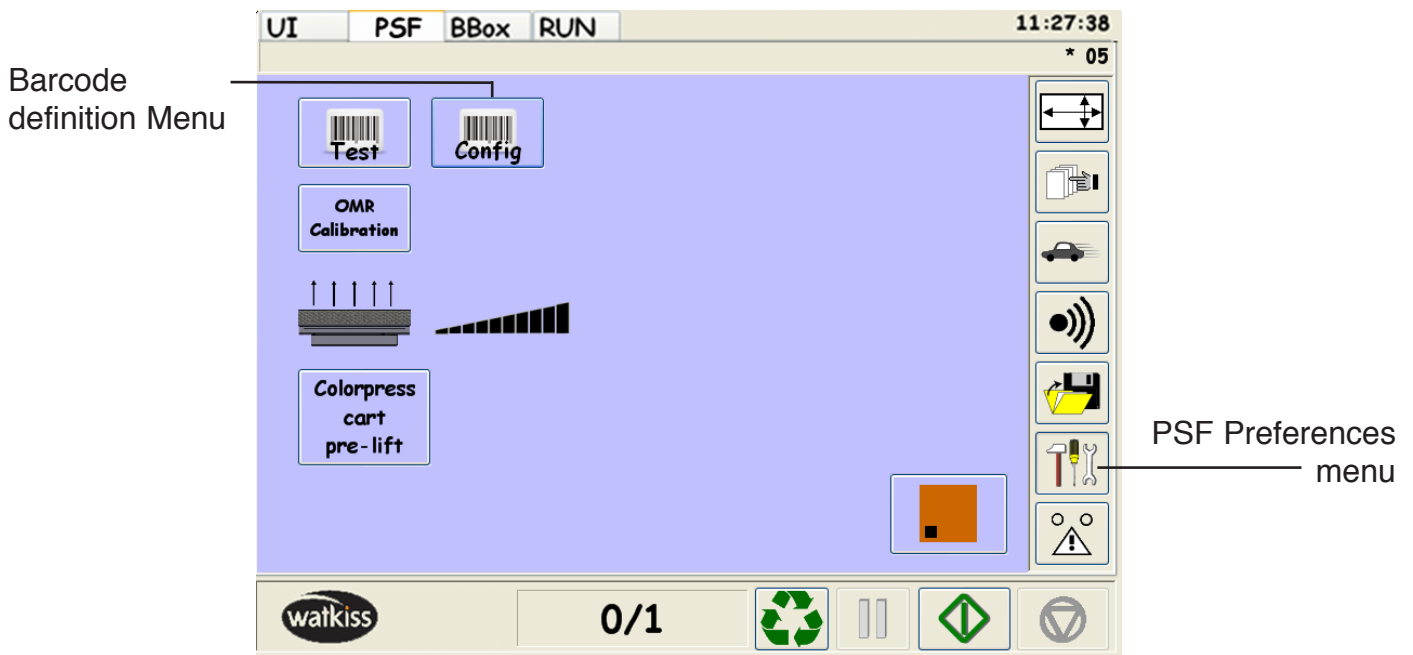 UI PSF BBox RUN 11:27:38
* 05
Barcode
definition Menu
Test Config
OMR
Calibration
Colorpress
cart
pre-lift
PSF Preferences
menu
watkiss 0/1